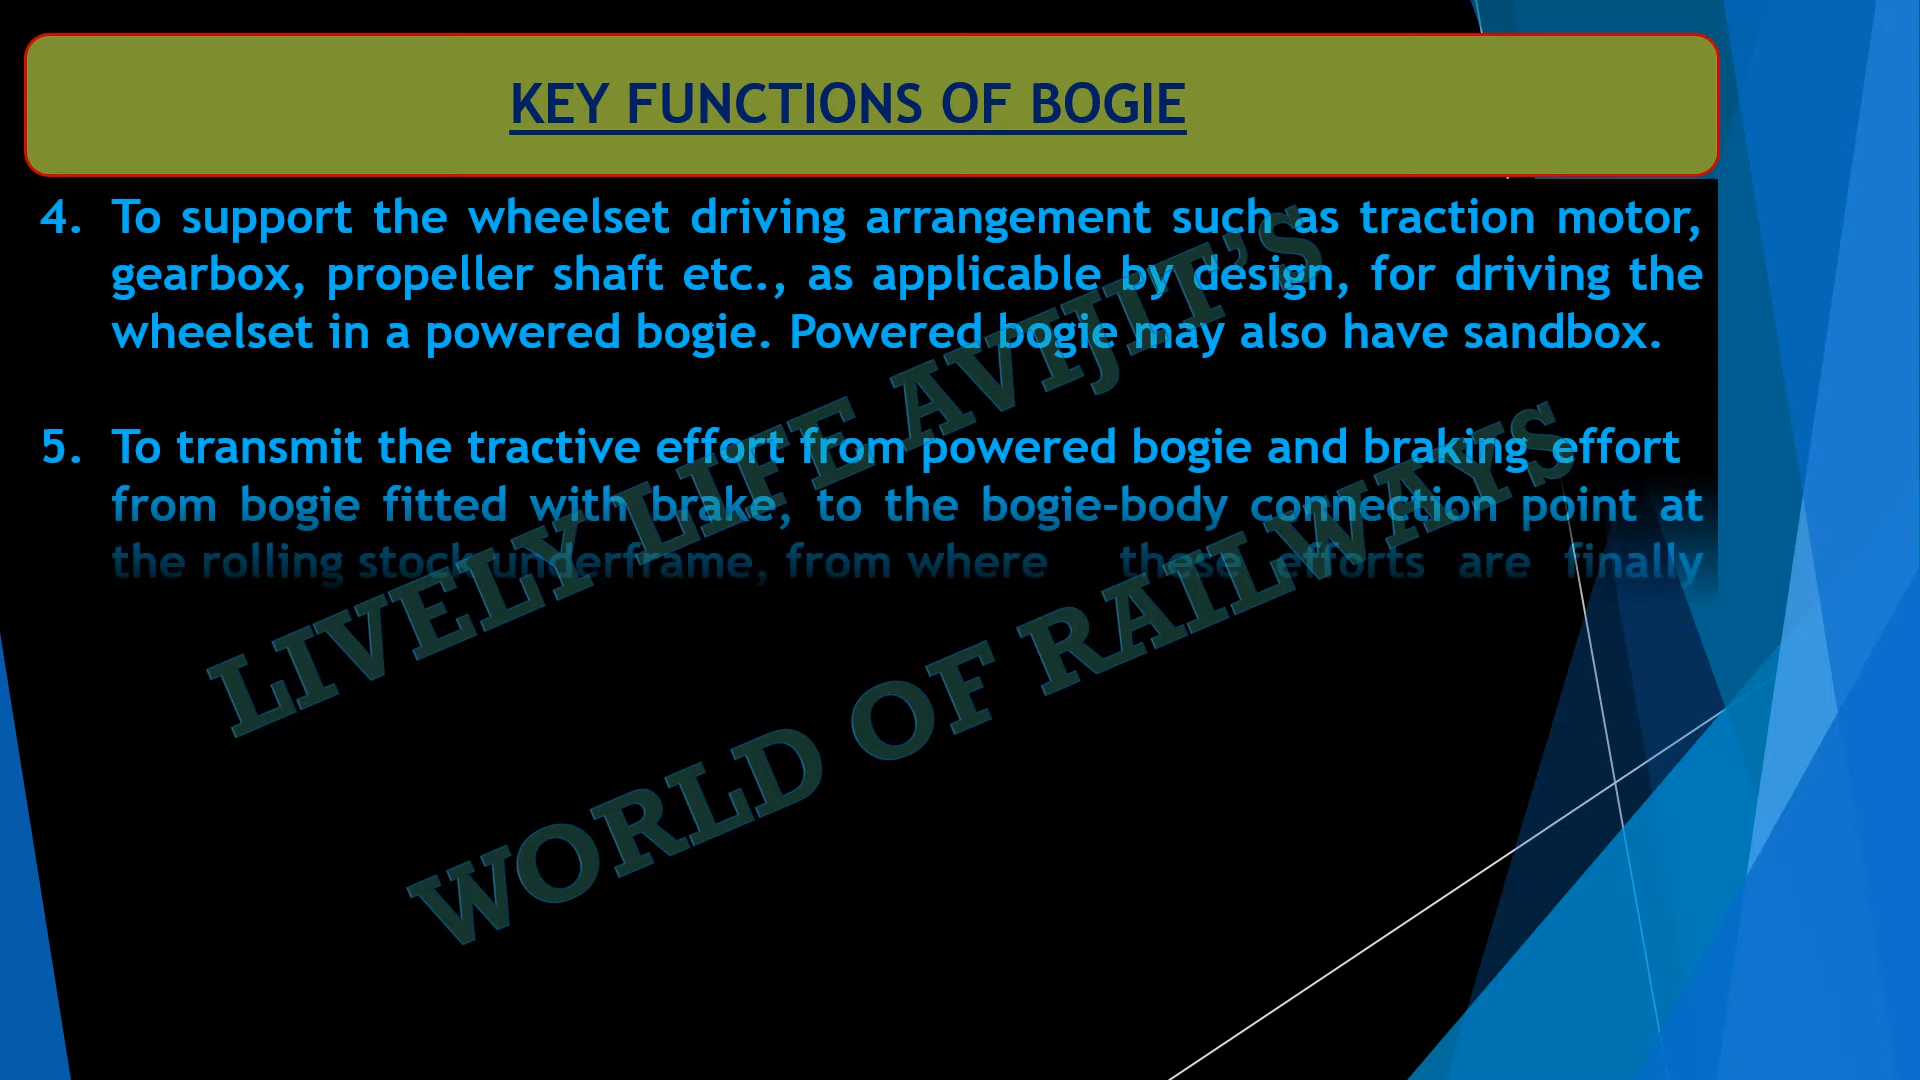 KEY FUNCTIONS OF BOGIE
4. To support the wheelset driving arrangement such as traction motor,
gearbox, propeller shaft etc., as applicable by design, for driving the
wheelset in a powered bogie. Powered bogie may also have sandbox.
5. To transmit the tractive effort from powered bogie and braking effort
from bogie fitted with brake, to the bogie-body connection point at
the rolling stock underframe, from where these efforts are finally
LIVELY LIFE AVIJIT'S
WORLD OF RAILWAYS